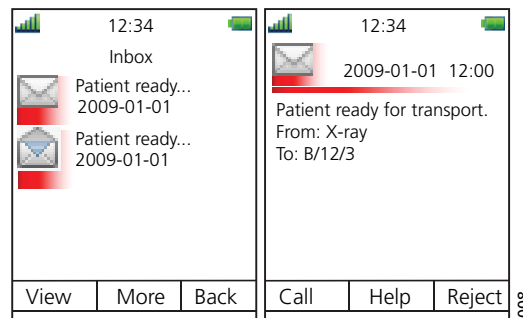 12:34
Inbox
Patient ready...
2009-01-01
Patient ready...
2009-01-01
View More Back
12:34
2009-01-01 12:00
Patient ready for transport.
From: X-ray
To: B/12/3
Call Help Reject